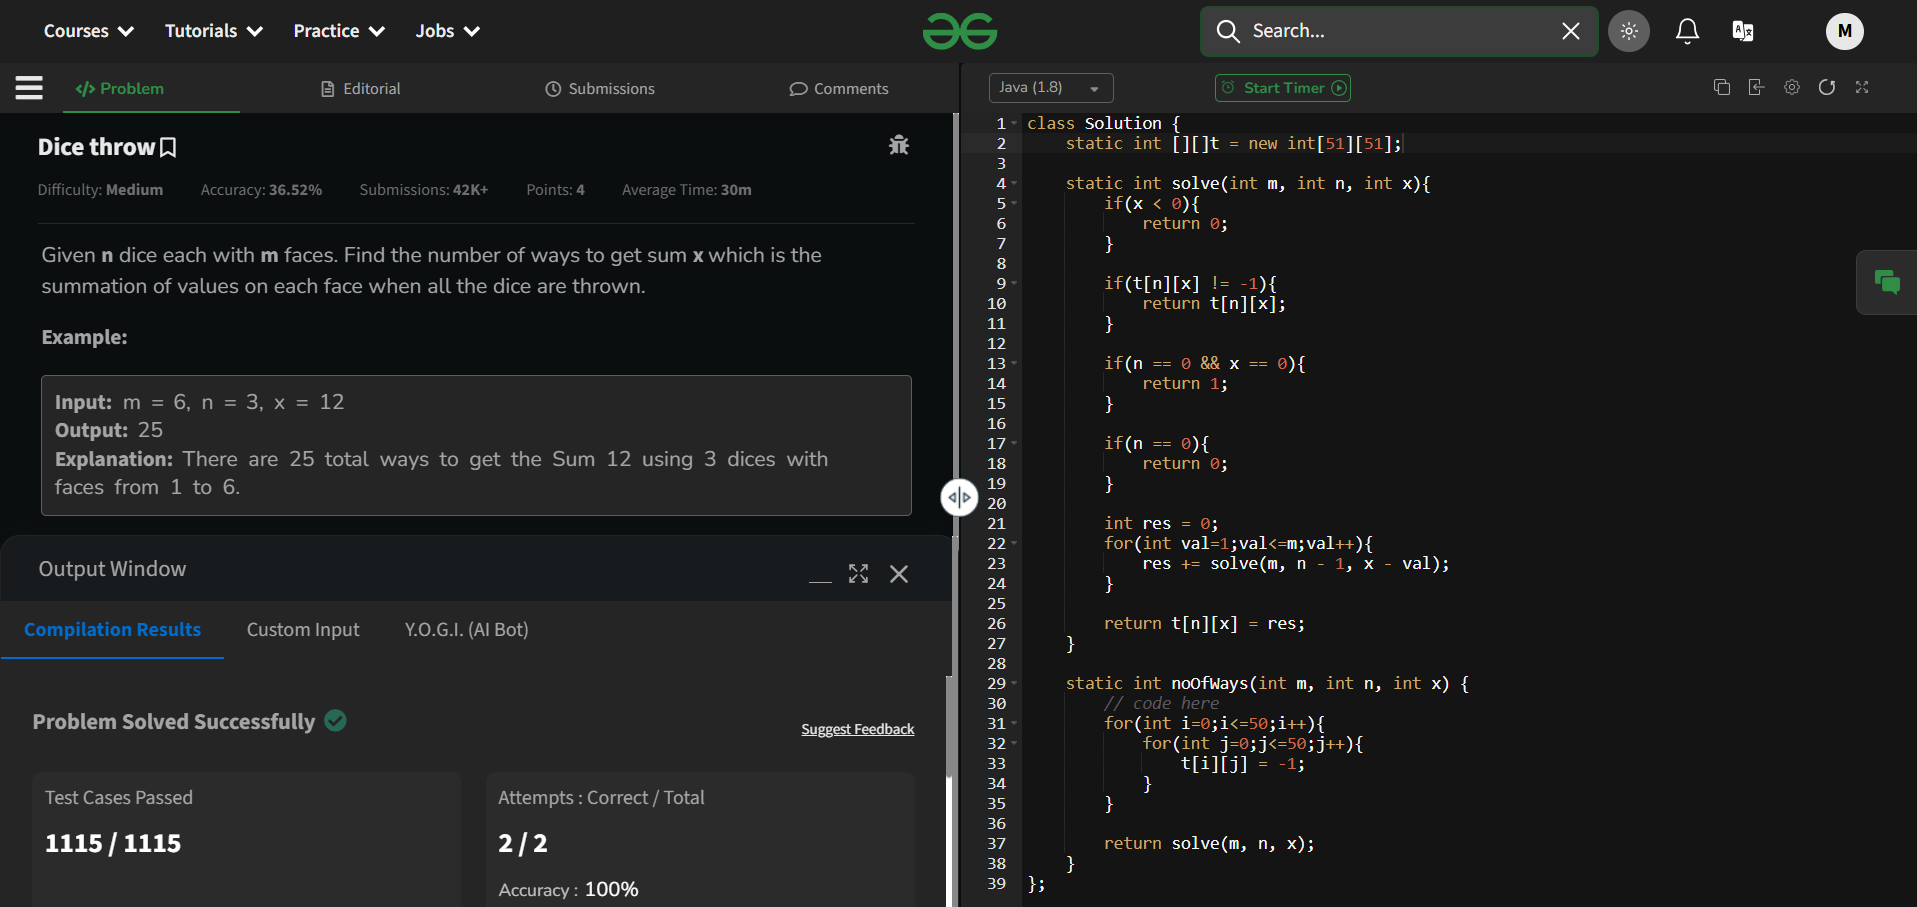 Courses Tutorials Practice Jobs Search... M
Problem Editorial Submissions Comments
Dice throw
Difficulty: Medium Accuracy: 36.52% Submissions: 42K+ Points: 4 Average Time: 30m
Given n dice each with m faces. Find the number of ways to get sum x which is the
summation of values on each face when all the dice are thrown.
Example:
Input: m = 6, n = 3, x = 12
Output: 25
Explanation: There are 25 total ways to get the Sum 12 using 3 dices with
faces from 1 to 6.
Output Window
Compilation Results Custom Input Y.O.G.I. (AI Bot)
Problem Solved Successfully
Suggest Feedback
Test Cases Passed
1115 / 1115
Attempts : Correct / Total
2 / 2
Accuracy : 100%
Java (1.8) Start Timer
1 class Solution {
2     static int [][]t = new int[51][51];
3
4     static int solve(int m, int n, int x){
5         if(x < 0){
6             return 0;
7         }
8
9         if(t[n][x] != -1){
10             return t[n][x];
11         }
12
13         if(n == 0 && x == 0){
14             return 1;
15         }
16
17         if(n == 0){
18             return 0;
19         }
20
21         int res = 0;
22         for(int val=1;val<=m;val++){
23             res += solve(m, n - 1, x - val);
24         }
25
26         return t[n][x] = res;
27     }
28
29     static int noOfWays(int m, int n, int x) {
30         // code here
31         for(int i=0;i<=50;i++){
32             for(int j=0;j<=50;j++){
33                 t[i][j] = -1;
34             }
35         }
36
37         return solve(m, n, x);
38     }
39 };